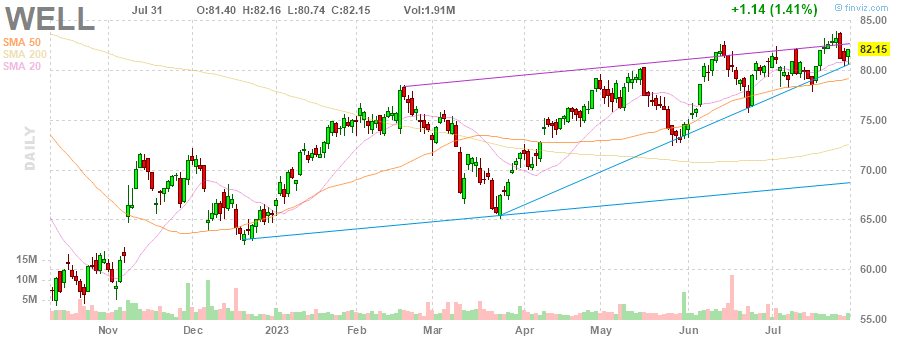 WELL
Jul 31 O:81.40 H:82.16 L:80.74 C:82.15 Vol:1.91M
+1.14 (1.41%)
© finviz.com
SMA 50
SMA 200
SMA 20
DAILY
85.00
82.15
80.00
75.00
70.00
65.00
60.00
55.00
15M
10M
5M
Nov Dec 2023 Feb Mar Apr May Jun Jul